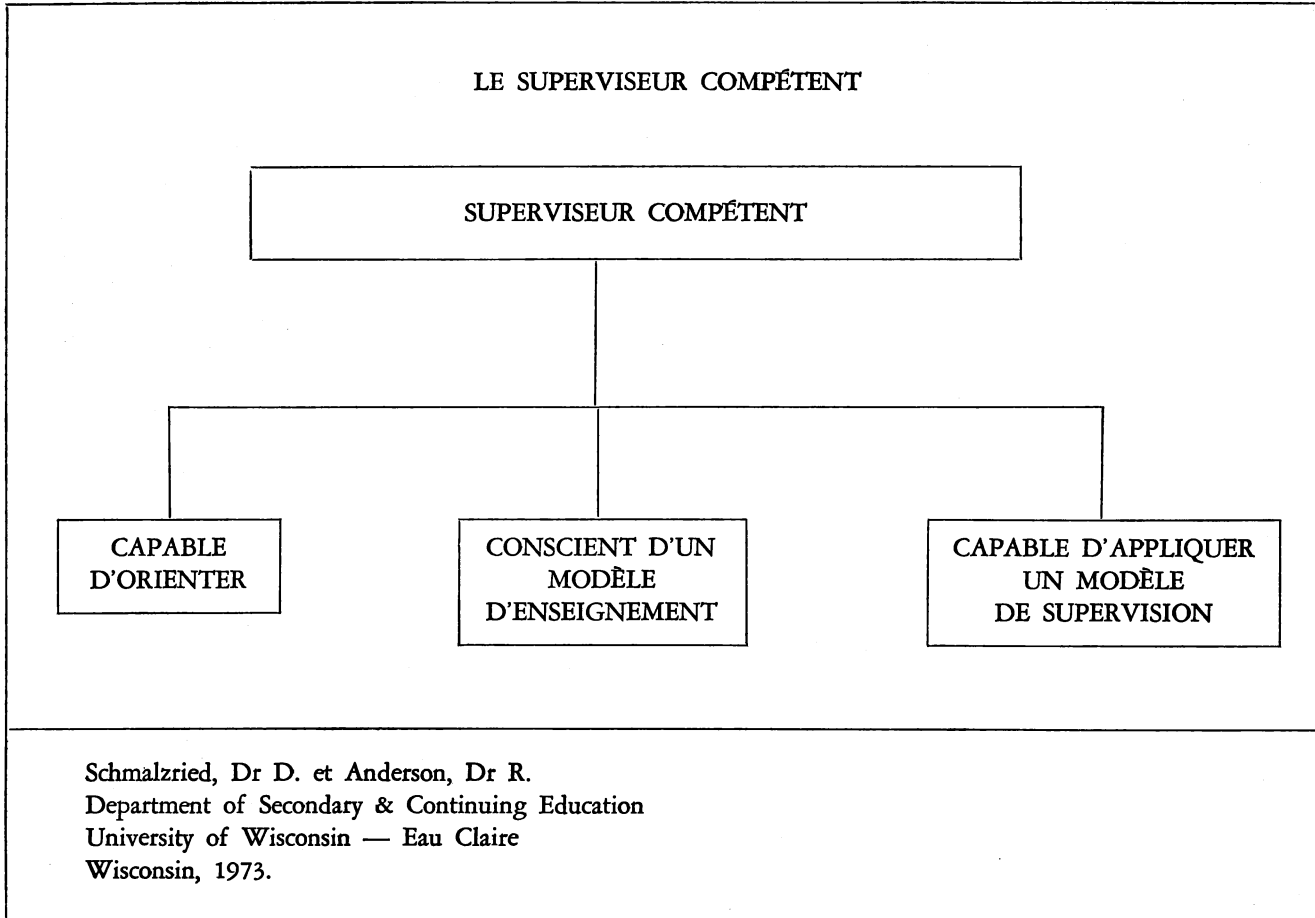 LE SUPERVISEUR COMPÉTENT
SUPERVISEUR COMPÉTENT
CAPABLE
D'ORIENTER
CONSCIENT D'UN
MODÈLE
D'ENSEIGNEMENT
CAPABLE D'APPLIQUER
UN MODÈLE
DE SUPERVISION
Schmalzried, Dr D. et Anderson, Dr R.
Department of Secondary & Continuing Education
University of Wisconsin — Eau Claire
Wisconsin, 1973.